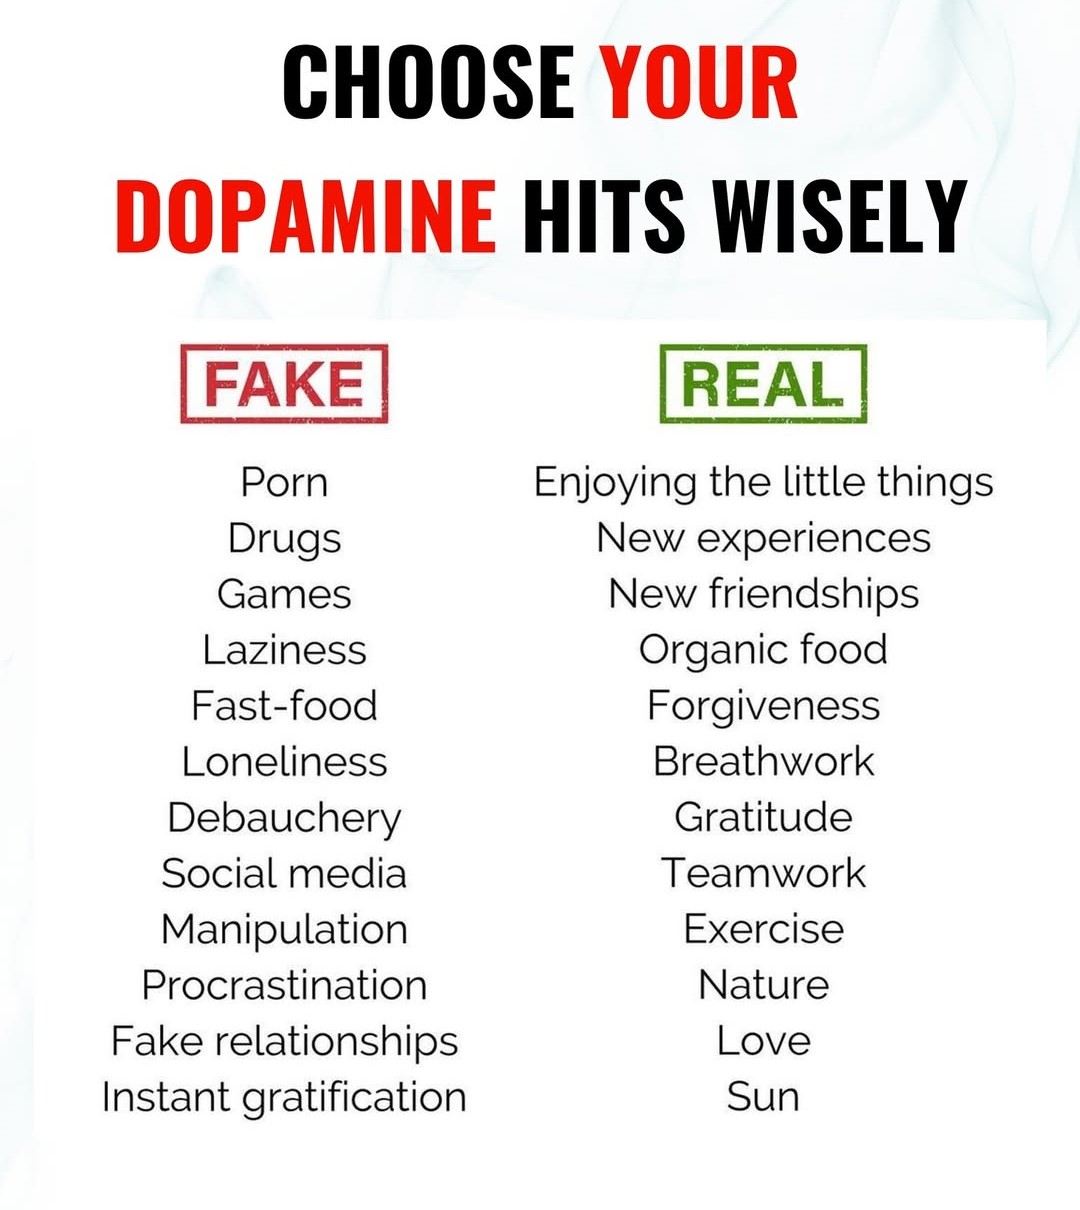 CHOOSE YOUR
DOPAMINE HITS WISELY
FAKE
Porn
Drugs
Games
Laziness
Fast-food
Loneliness
Debauchery
Social media
Manipulation
Procrastination
Fake relationships
Instant gratification
REAL
Enjoying the little things
New experiences
New friendships
Organic food
Forgiveness
Breathwork
Gratitude
Teamwork
Exercise
Nature
Love
Sun